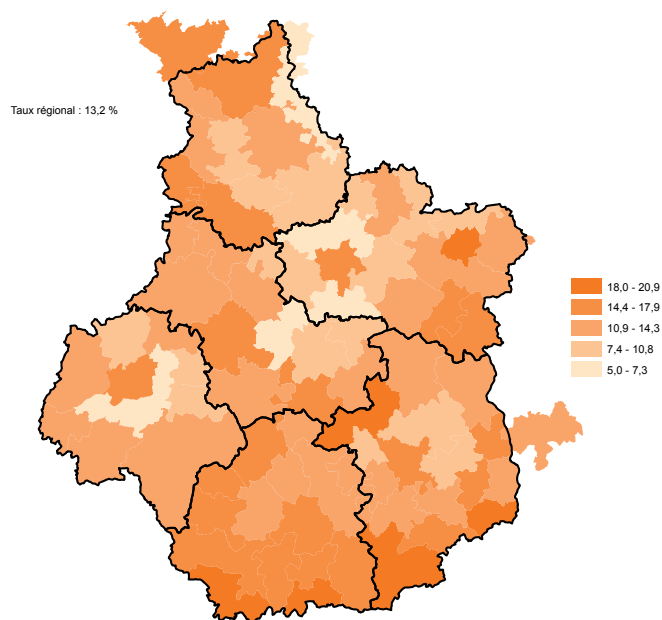 Taux régional : 13,2 %
18,0 - 20,9
14,4 - 17,9
10,9 - 14,3
7,4 - 10,8
5,0 - 7,3